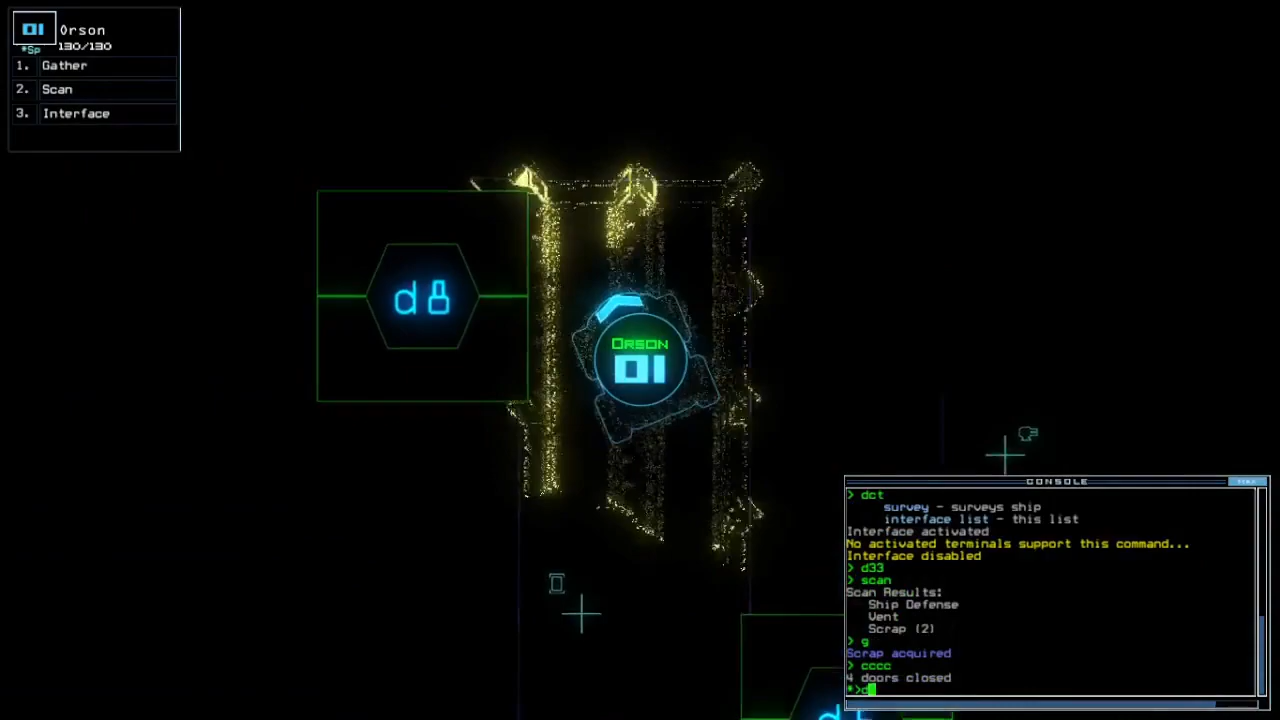 01 Orson
*Sp 130/130
1. Gather
2. Scan
3. Interface
d8
ORSON
01
CONSOLE
> dct
survey - surveys ship
interface list - this list
Interface activated
No activated terminals support this command...
Interface disabled
> d33
> scan
Scan Results:
Ship Defense
Vent
Scrap (2)
> g
Scrap acquired
> cccc
4 doors closed
*>d